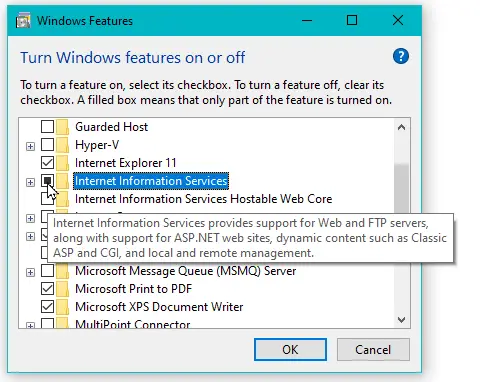 Windows Features
Turn Windows features on or off
?
To turn a feature on, select its checkbox. To turn a feature off, clear its
checkbox. A filled box means that only part of the feature is turned on.
Guarded Host
Hyper-V
Internet Explorer 11
Internet Information Services
Internet Information Services Hostable Web Core
Internet Information Services provides support for Web and FTP servers,
along with support for ASP.NET web sites, dynamic content such as Classic
ASP and CGI, and local and remote management.
Microsoft Message Queue (MSMQ) Server
Microsoft Print to PDF
Microsoft XPS Document Writer
MultiPoint Connector
OK
Cancel